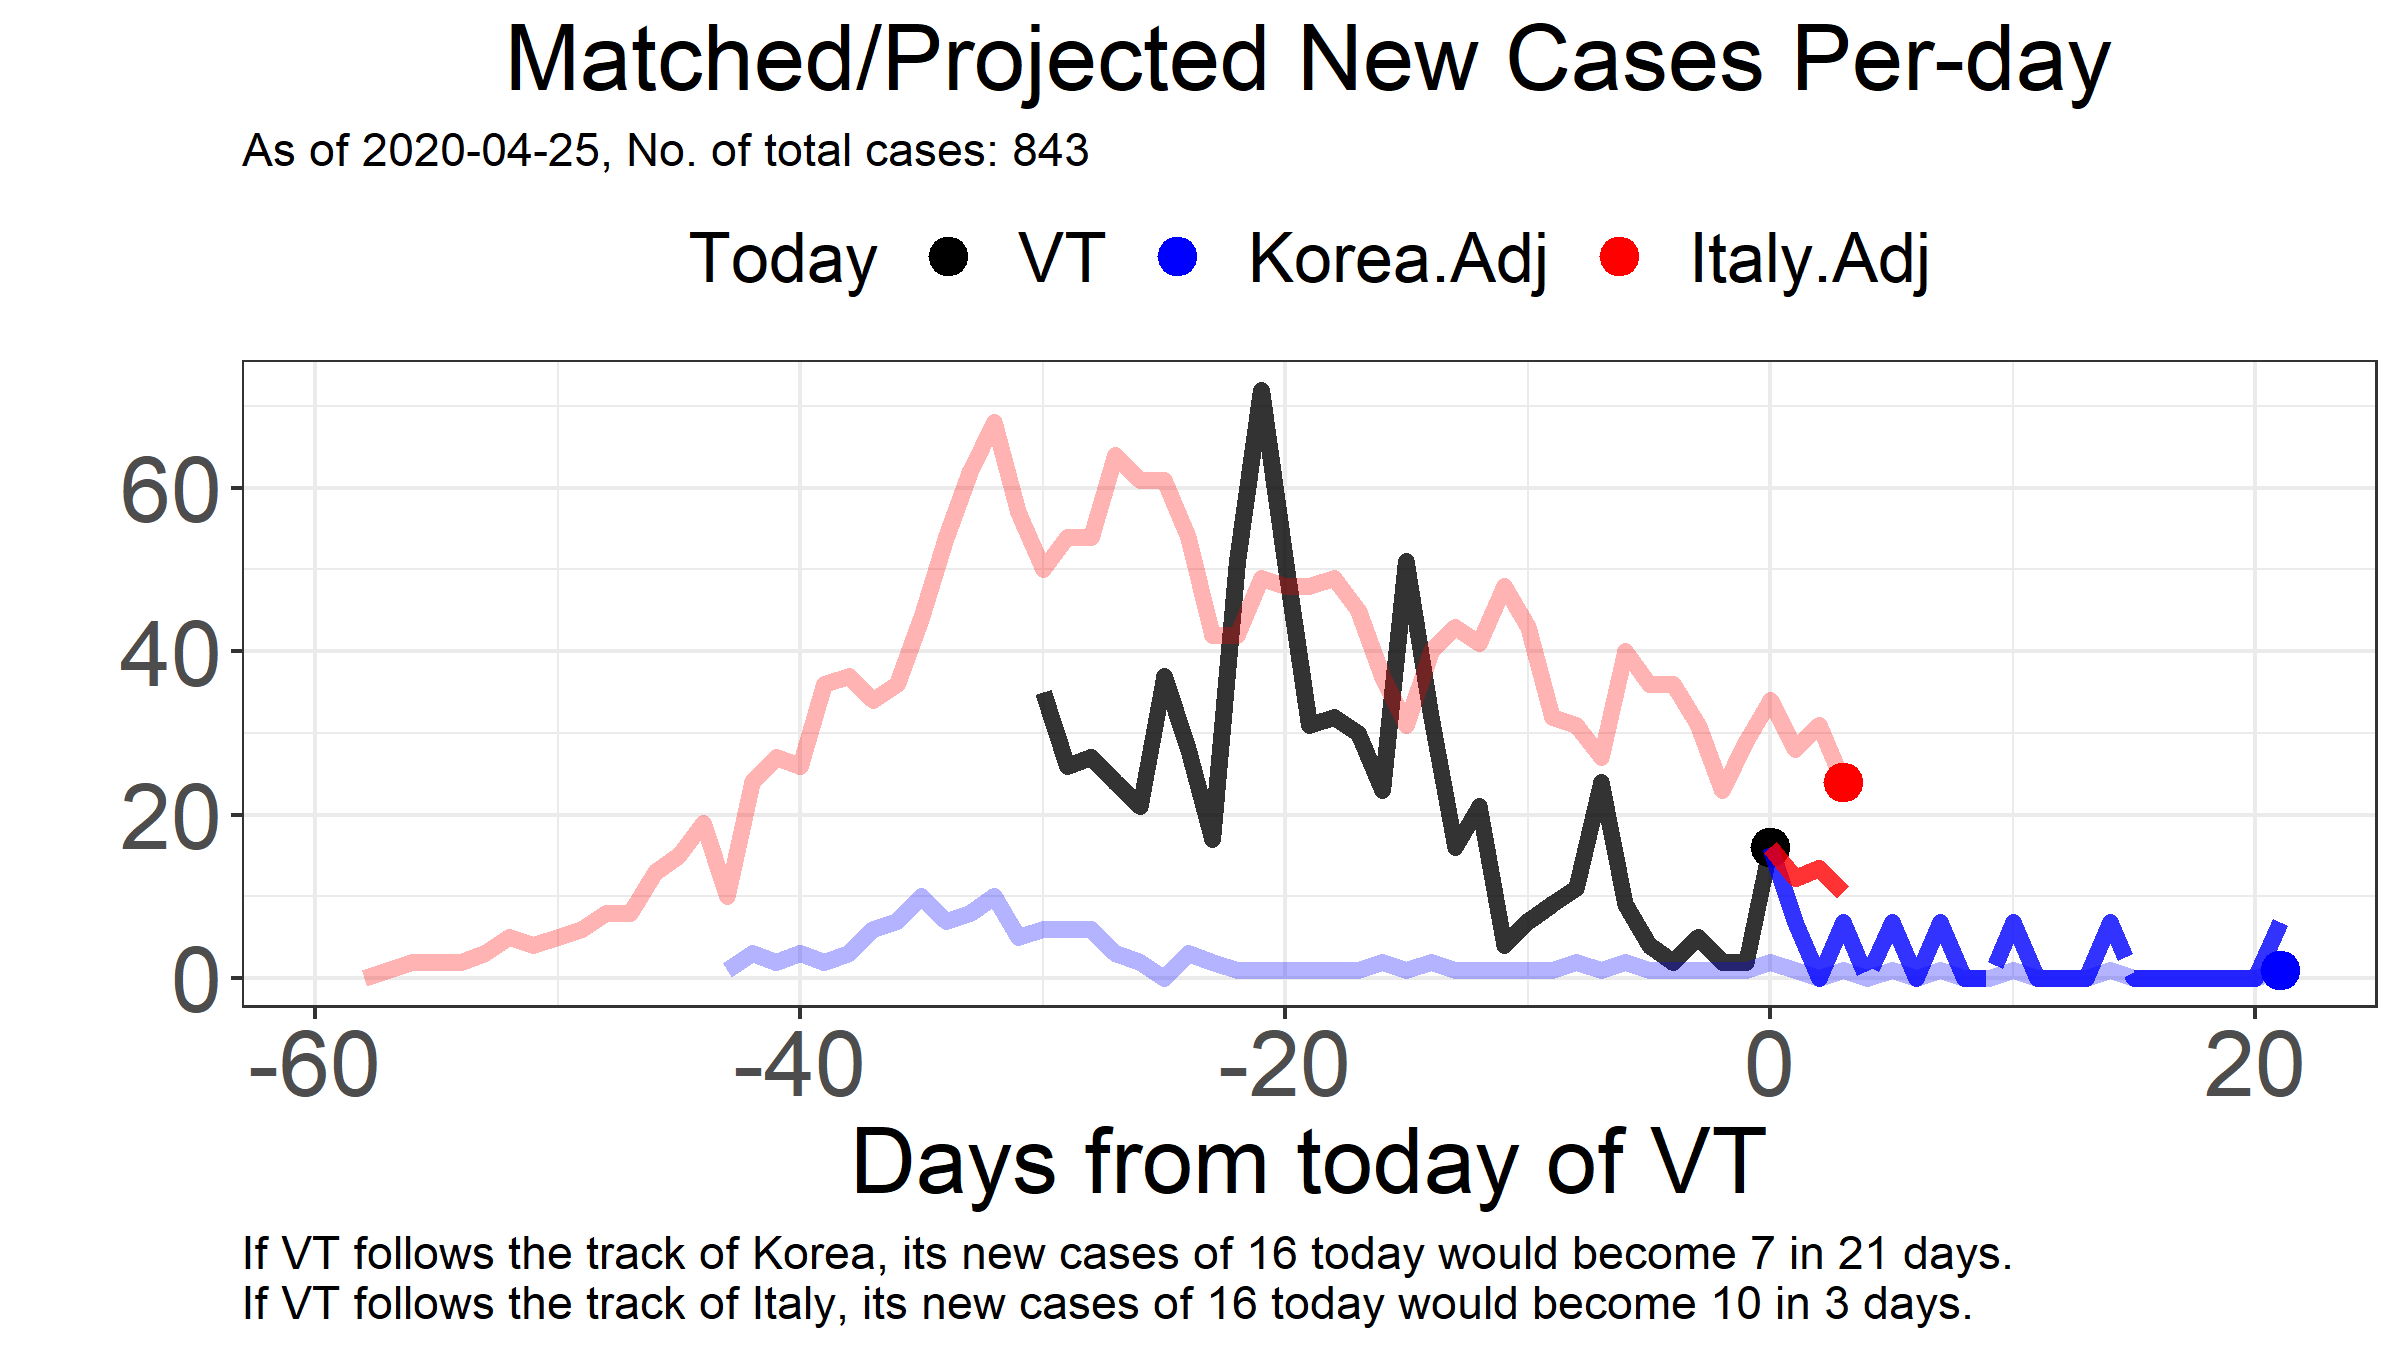 Matched/Projected New Cases Per-day
As of 2020-04-25, No. of total cases: 843
Today VT Korea.Adj Italy.Adj
60
40
20
0
-60 -40 -20 0 20
Days from today of VT
If VT follows the track of Korea, its new cases of 16 today would become 7 in 21 days.
If VT follows the track of Italy, its new cases of 16 today would become 10 in 3 days.